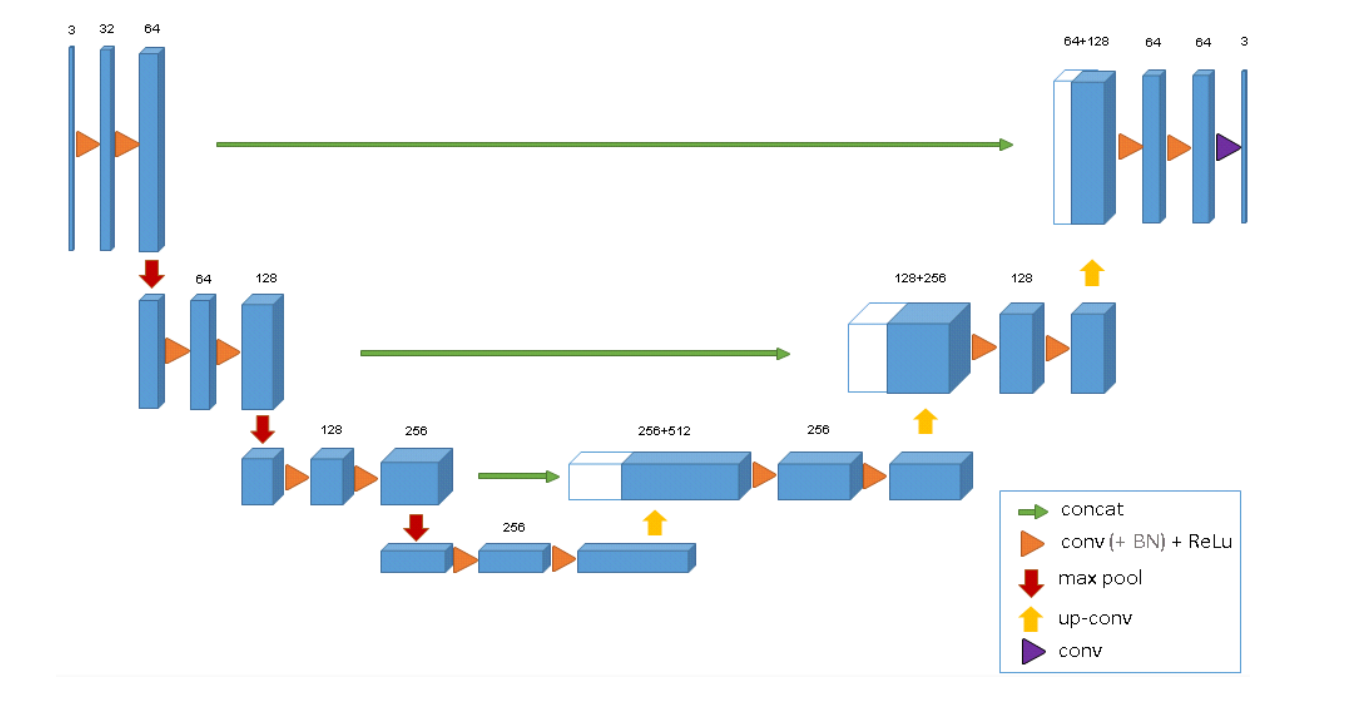 3 32 64
64+128 64 64 3
64 128
128+256 128
128 256
256+512 256
256
concat
conv (+ BN) + ReLu
max pool
up-conv
conv